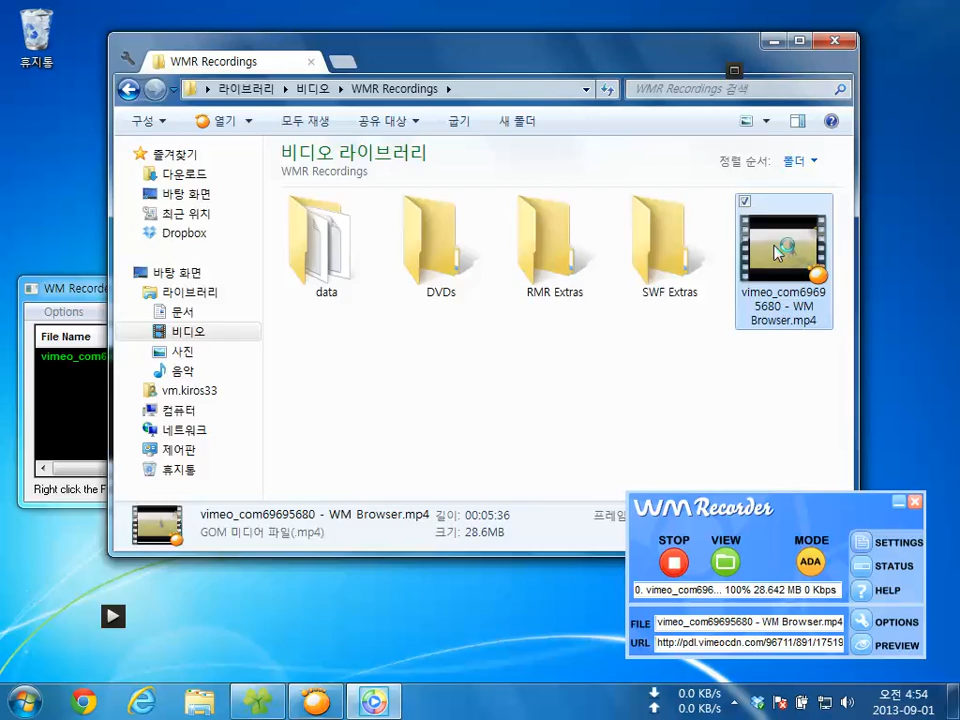 휴지통
WMR Recordings
라이브러리
비디오
WMR Recordings
WMR Recordings 검색
구성
열기
모두 재생
공유 대상
굽기
새 폴더
즐겨찾기
다운로드
바탕 화면
최근 위치
Dropbox
바탕 화면
라이브러리
문서
비디오
사진
음악
vm.kiros33
컴퓨터
네트워크
제어판
휴지통
비디오 라이브러리
WMR Recordings
정렬 순서:
폴더
data
DVDs
RMR Extras
SWF Extras
vimeo_com6969
5680 - WM
Browser.mp4
vimeo_com69695680 - WM Browser.mp4
길이: 00:05:36
GOM 미디어 파일(.mp4)
크기: 28.6MB
WM Recorde
Options
File Name
vimeo_com6
Right click the F
WM Recorder
STOP
VIEW
MODE
ADA
SETTINGS
STATUS
HELP
0. vimeo_com696... 100% 28.642 MB 0 Kbps
FILE
vimeo_com69695680 - WM Browser.mp4
URL
http://pdl.vimeocdn.com/96711/891/17519
OPTIONS
PREVIEW
0.0 KB/s
0.0 KB/s
오전 4:54
2013-09-01